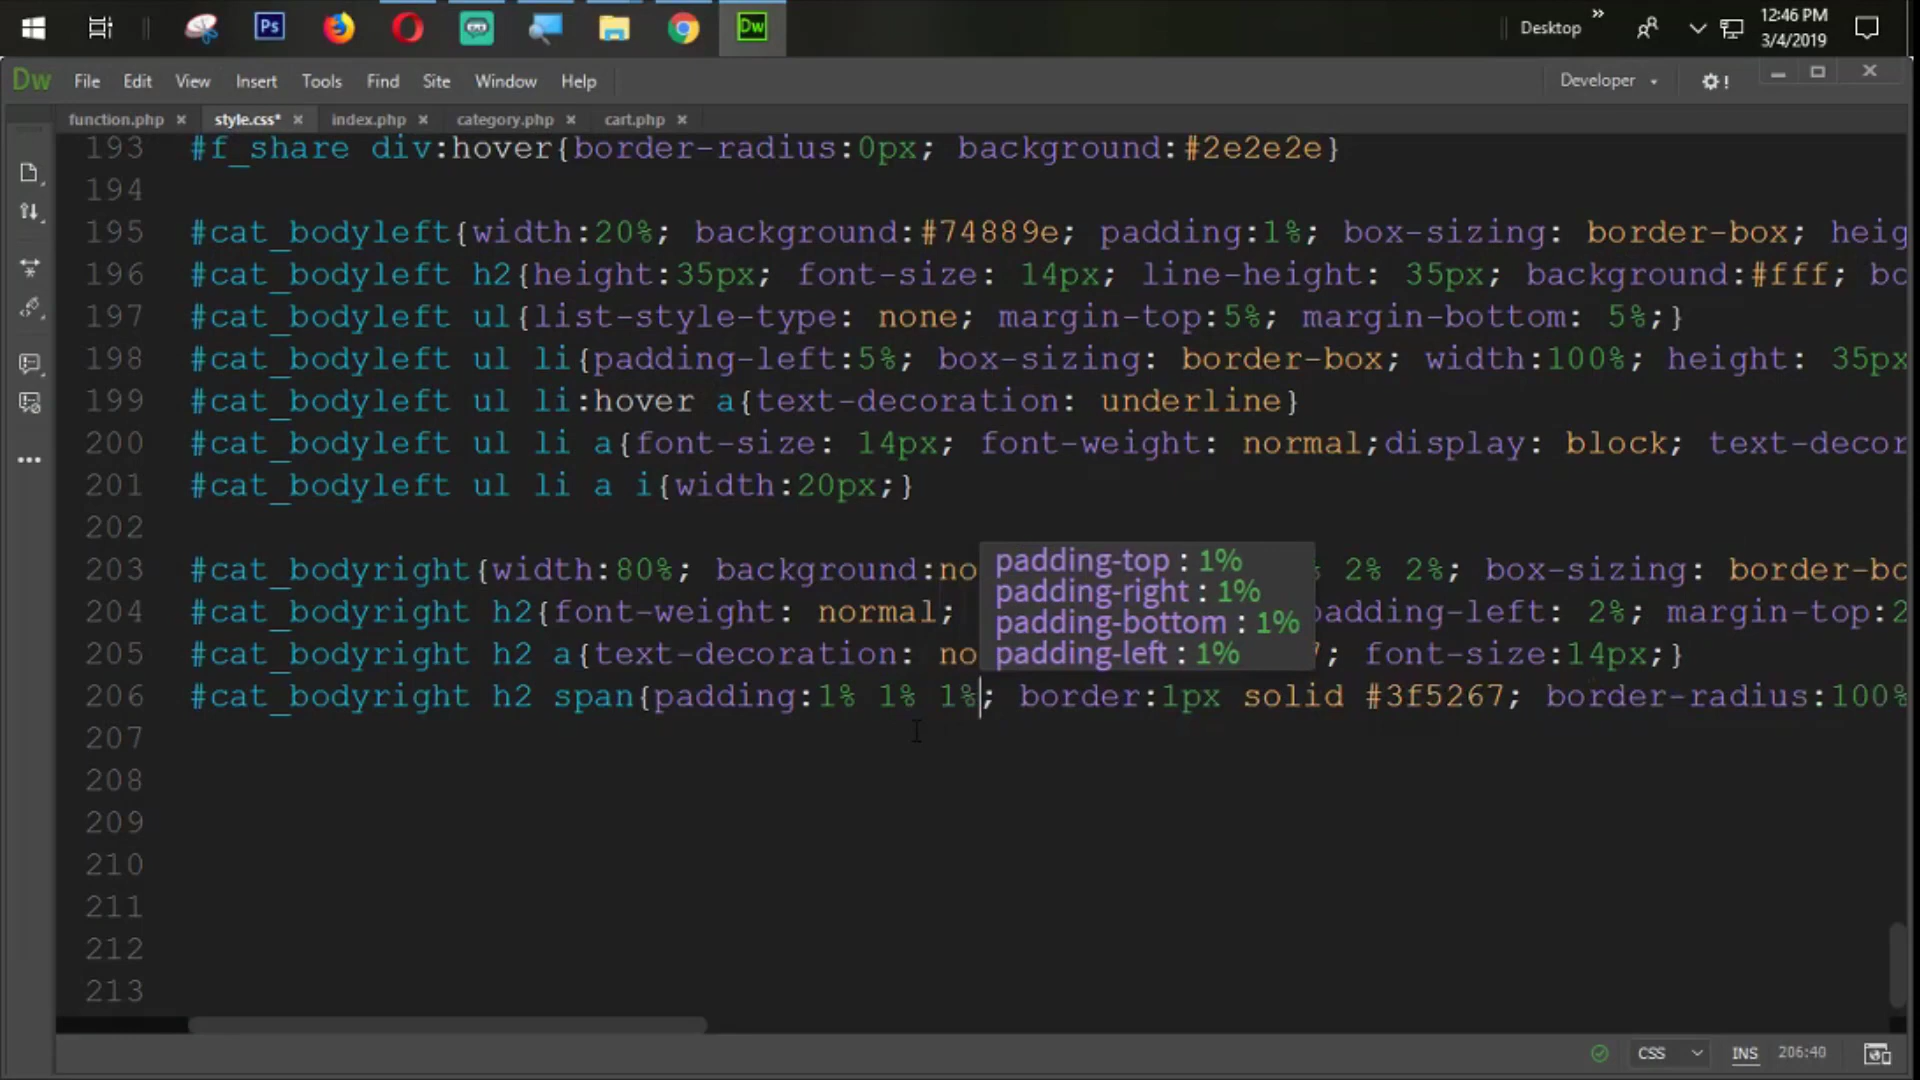 Ps
Dw
Desktop »
12:46 PM
3/4/2019
Dw File Edit View Insert Tools Find Site Window Help
Developer
function.php × style.css* × index.php × category.php × cart.php ×
193 #f_share div:hover{border-radius:0px; background:#2e2e2e}
194
195 #cat_bodyleft{width:20%; background:#74889e; padding:1%; box-sizing: border-box; heig
196 #cat_bodyleft h2{height:35px; font-size: 14px; line-height: 35px; background:#fff; bo
197 #cat_bodyleft ul{list-style-type: none; margin-top:5%; margin-bottom: 5%;}
198 #cat_bodyleft ul li{padding-left:5%; box-sizing: border-box; width:100%; height: 35px
199 #cat_bodyleft ul li:hover a{text-decoration: underline}
200 #cat_bodyleft ul li a{font-size: 14px; font-weight: normal;display: block; text-decor
201 #cat_bodyleft ul li a i{width:20px;}
202
203 #cat_bodyright{width:80%; background:no 2% 2%; box-sizing: border-bo
204 #cat_bodyright h2{font-weight: normal; padding-left: 2%; margin-top:2
205 #cat_bodyright h2 a{text-decoration: no ; font-size:14px;}
206 #cat_bodyright h2 span{padding:1% 1% 1%; border:1px solid #3f5267; border-radius:100%
padding-top : 1%
padding-right : 1%
padding-bottom : 1%
padding-left : 1%
207
208
209
210
211
212
213
CSS INS 206:40